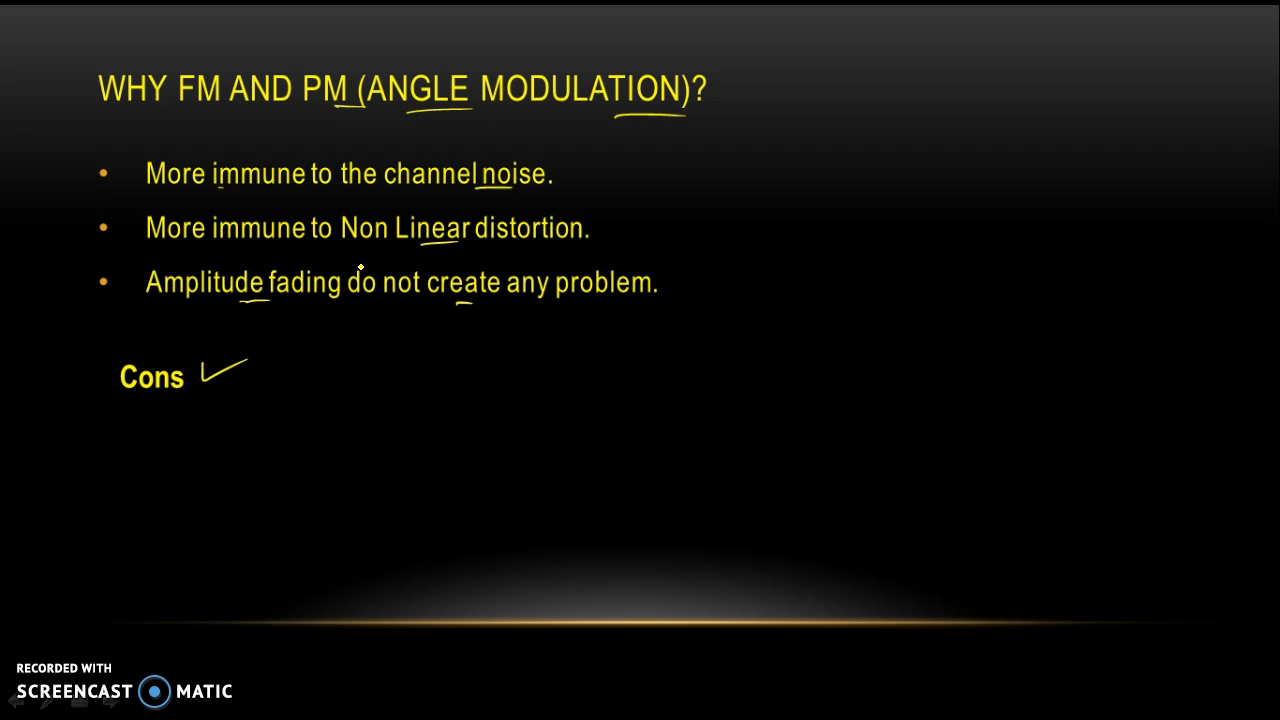 WHY FM AND PM (ANGLE MODULATION)?
• More immune to the channel noise.
• More immune to Non Linear distortion.
• Amplitude fading do not create any problem.
Cons
RECORDED WITH
SCREENCAST MATIC